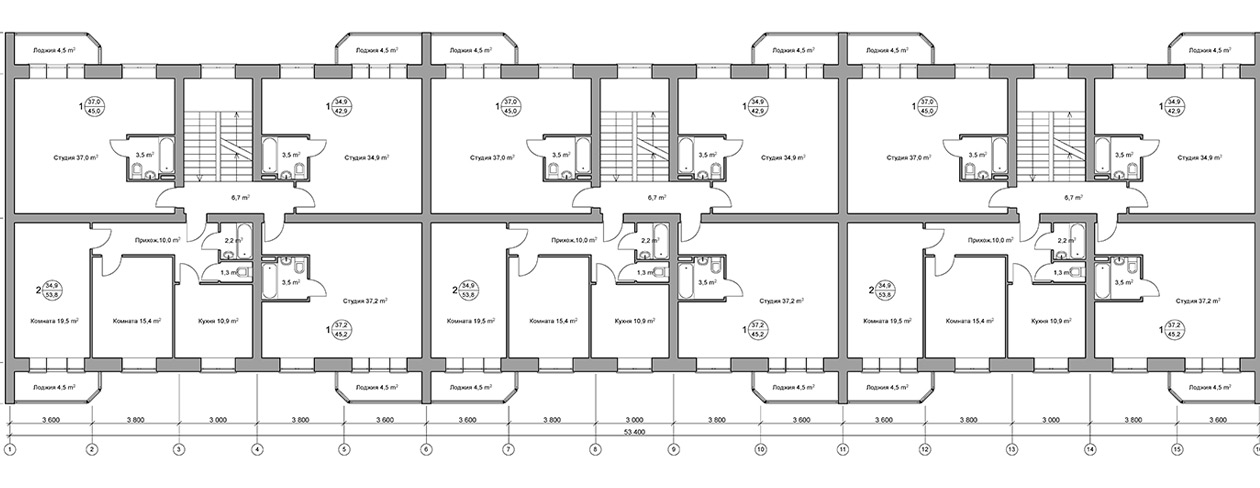 Лоджия 4,5 m² Лоджия 4,5 m² Лоджия 4,5 m² Лоджия 4,5 m² Лоджия 4,5 m² Лоджия 4,5 m²
1 37,0 34,9 1 37,0 34,9 1 37,0 34,9
45,0 1 42,9 45,0 1 42,9 45,0 1 42,9
Студия 37,0 m² 3,5 m² 3,5 m² Студия 34,9 m² Студия 37,0 m² 3,5 m² 3,5 m² Студия 34,9 m² Студия 37,0 m² 3,5 m² 3,5 m² Студия 34,9 m²
6,7 m² 6,7 m² 6,7 m²
Прихож.10,0 m² 2,2 m² Прихож.10,0 m² 2,2 m² Прихож.10,0 m² 2,2 m²
1,3 m² 1,3 m² 1,3 m²
3,5 m² 3,5 m² 3,5 m²
2 34,9 2 34,9 2 34,9
53,8 53,8 53,8
Студия 37,2 m² Студия 37,2 m² Студия 37,2 m²
Комната 19,5 m² Комната 15,4 m² Кухня 10,9 m² Комната 19,5 m² Комната 15,4 m² Кухня 10,9 m² Комната 19,5 m² Комната 15,4 m² Кухня 10,9 m²
1 37,2 1 37,2 1 37,2
45,2 45,2 45,2
Лоджия 4,5 m² Лоджия 4,5 m² Лоджия 4,5 m² Лоджия 4,5 m² Лоджия 4,5 m² Лоджия 4,5 m²
3 600 3 800 3 000 3 800 3 600 3 600 3 800 3 000 3 800 3 600 3 600 3 800 3 000 3 800 3 600
53 400
1 2 3 4 5 6 7 8 9 10 11 12 13 14 15 16